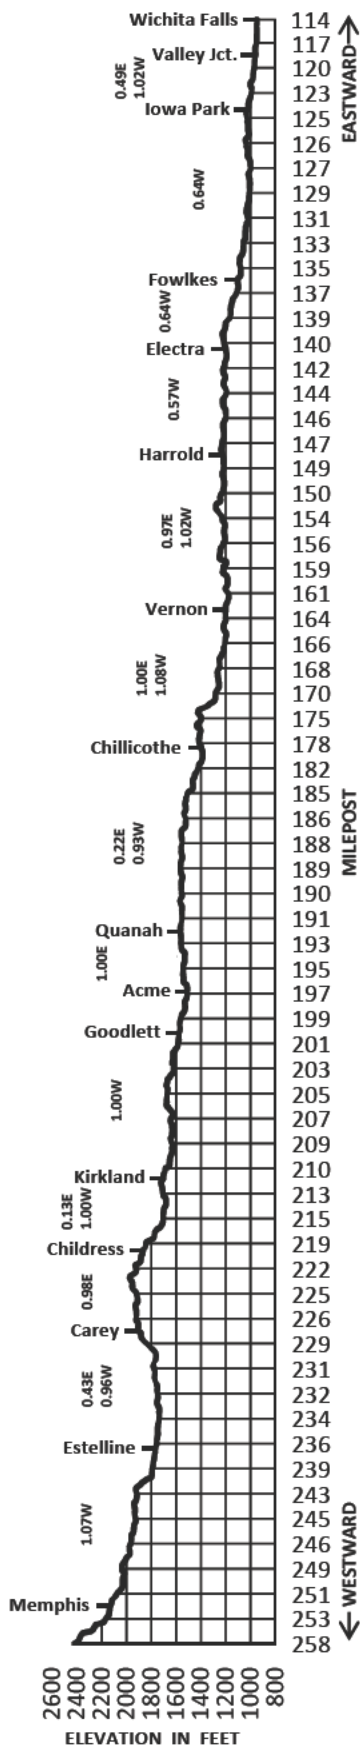 Wichita Falls
114
117
Valley Jct.
120
0.49E
1.02W
123
Iowa Park
125
126
127
0.64W
129
131
133
135
Fowlkes
137
0.64W
139
140
Electra
142
0.57W
144
146
147
Harrold
149
150
0.97E
1.02W
154
156
159
161
Vernon
164
166
1.00E
1.08W
168
170
175
Chillicothe
178
182
185
186
0.22E
0.93W
188
189
190
191
Quanah
193
1.00E
195
Acme
197
199
Goodlett
201
203
1.00W
205
207
209
210
Kirkland
213
0.13E
1.00W
215
Childress
219
222
0.98E
225
226
Carey
229
231
0.43E
0.96W
232
234
Estelline
236
239
243
1.07W
245
246
249
251
Memphis
253
258
EASTWARD
MILEPOST
WESTWARD
2600
2400
2200
2000
1800
1600
1400
1200
1000
800
ELEVATION IN FEET